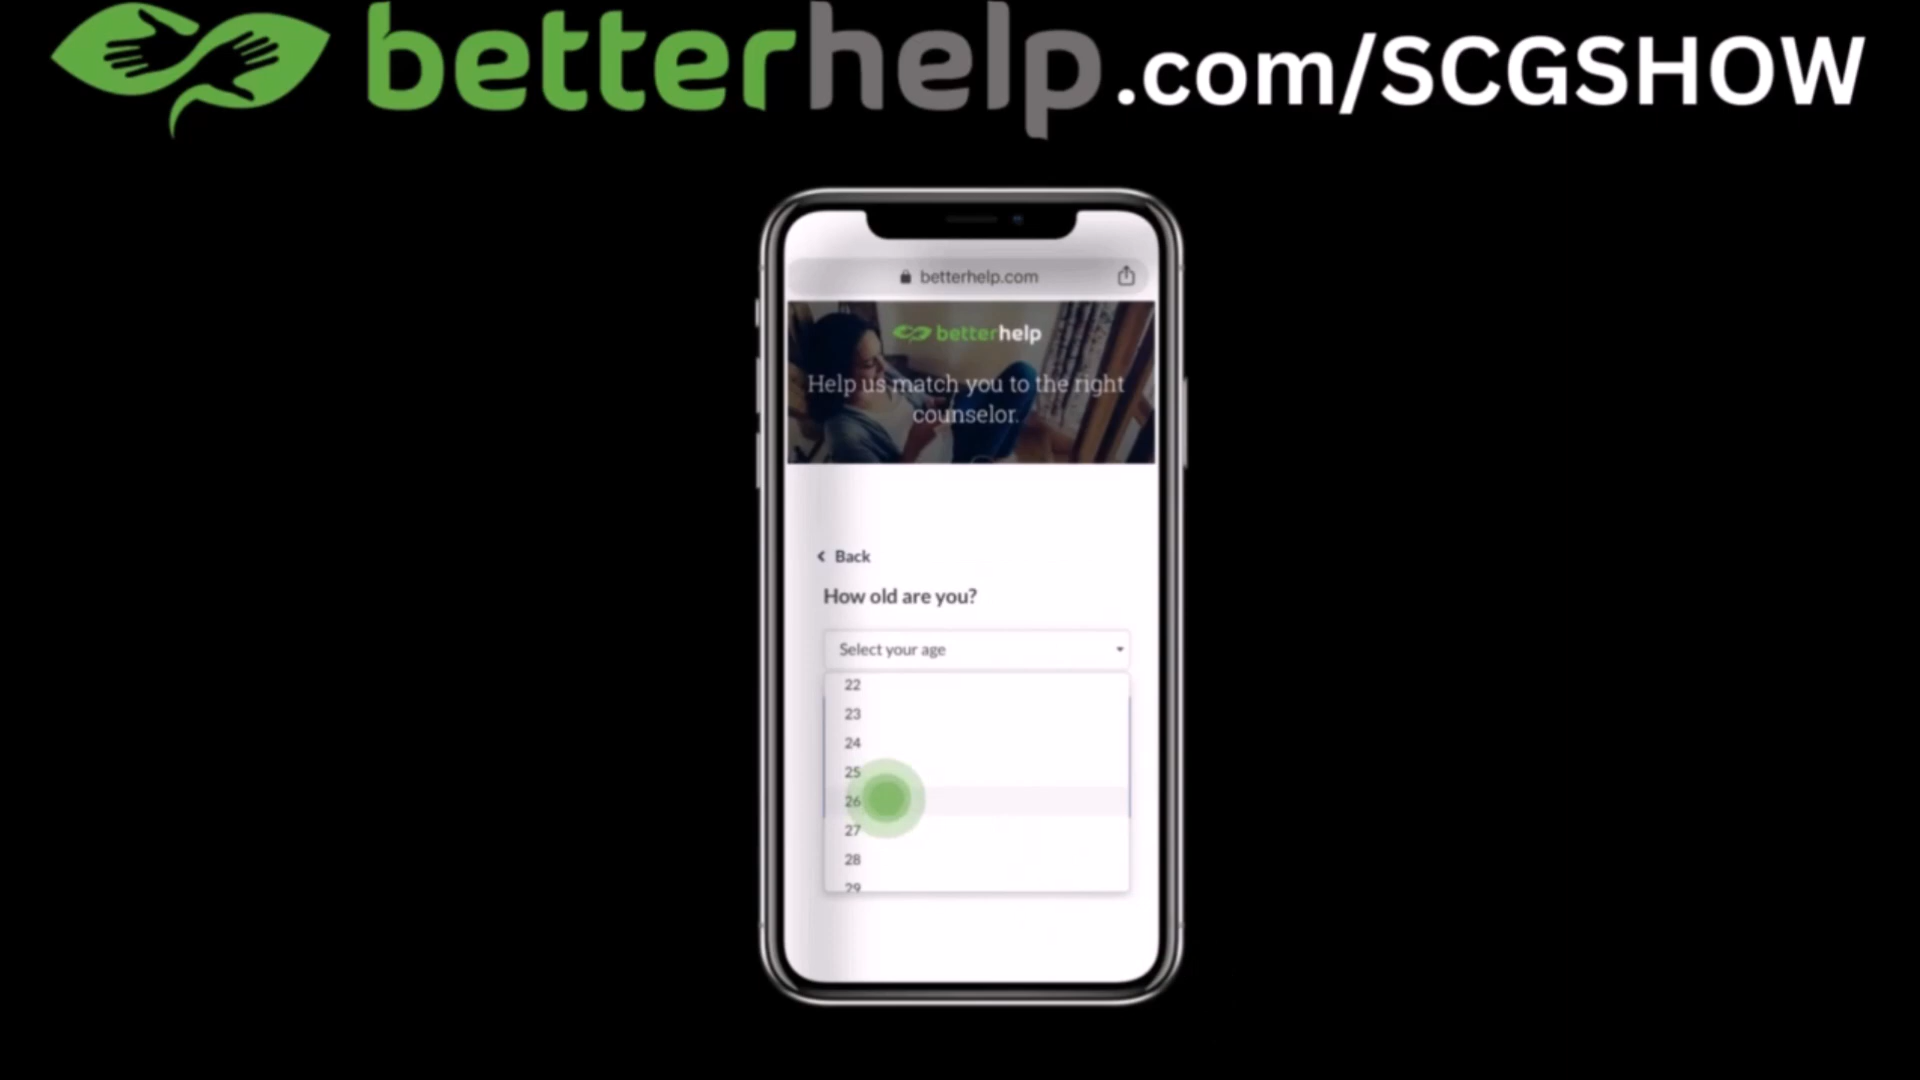 betterhelp.com/SCGSHOW
betterhelp.com
betterhelp
Help us match you to the right
counselor.
Back
How old are you?
Select your age
22
23
24
25
26
27
28
29